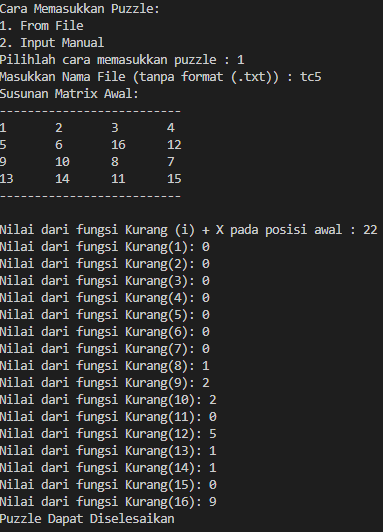 Cara Memasukkan Puzzle:
1. From File
2. Input Manual
Pilihlah cara memasukkan puzzle : 1
Masukkan Nama File (tanpa format (.txt)) : tc5
Susunan Matrix Awal:
--------------------------
1 2 3 4
5 6 16 12
9 10 8 7
13 14 11 15
--------------------------
Nilai dari fungsi Kurang (i) + X pada posisi awal : 22
Nilai dari fungsi Kurang(1): 0
Nilai dari fungsi Kurang(2): 0
Nilai dari fungsi Kurang(3): 0
Nilai dari fungsi Kurang(4): 0
Nilai dari fungsi Kurang(5): 0
Nilai dari fungsi Kurang(6): 0
Nilai dari fungsi Kurang(7): 0
Nilai dari fungsi Kurang(8): 1
Nilai dari fungsi Kurang(9): 2
Nilai dari fungsi Kurang(10): 2
Nilai dari fungsi Kurang(11): 0
Nilai dari fungsi Kurang(12): 5
Nilai dari fungsi Kurang(13): 1
Nilai dari fungsi Kurang(14): 1
Nilai dari fungsi Kurang(15): 0
Nilai dari fungsi Kurang(16): 9
Puzzle Dapat Diselesaikan